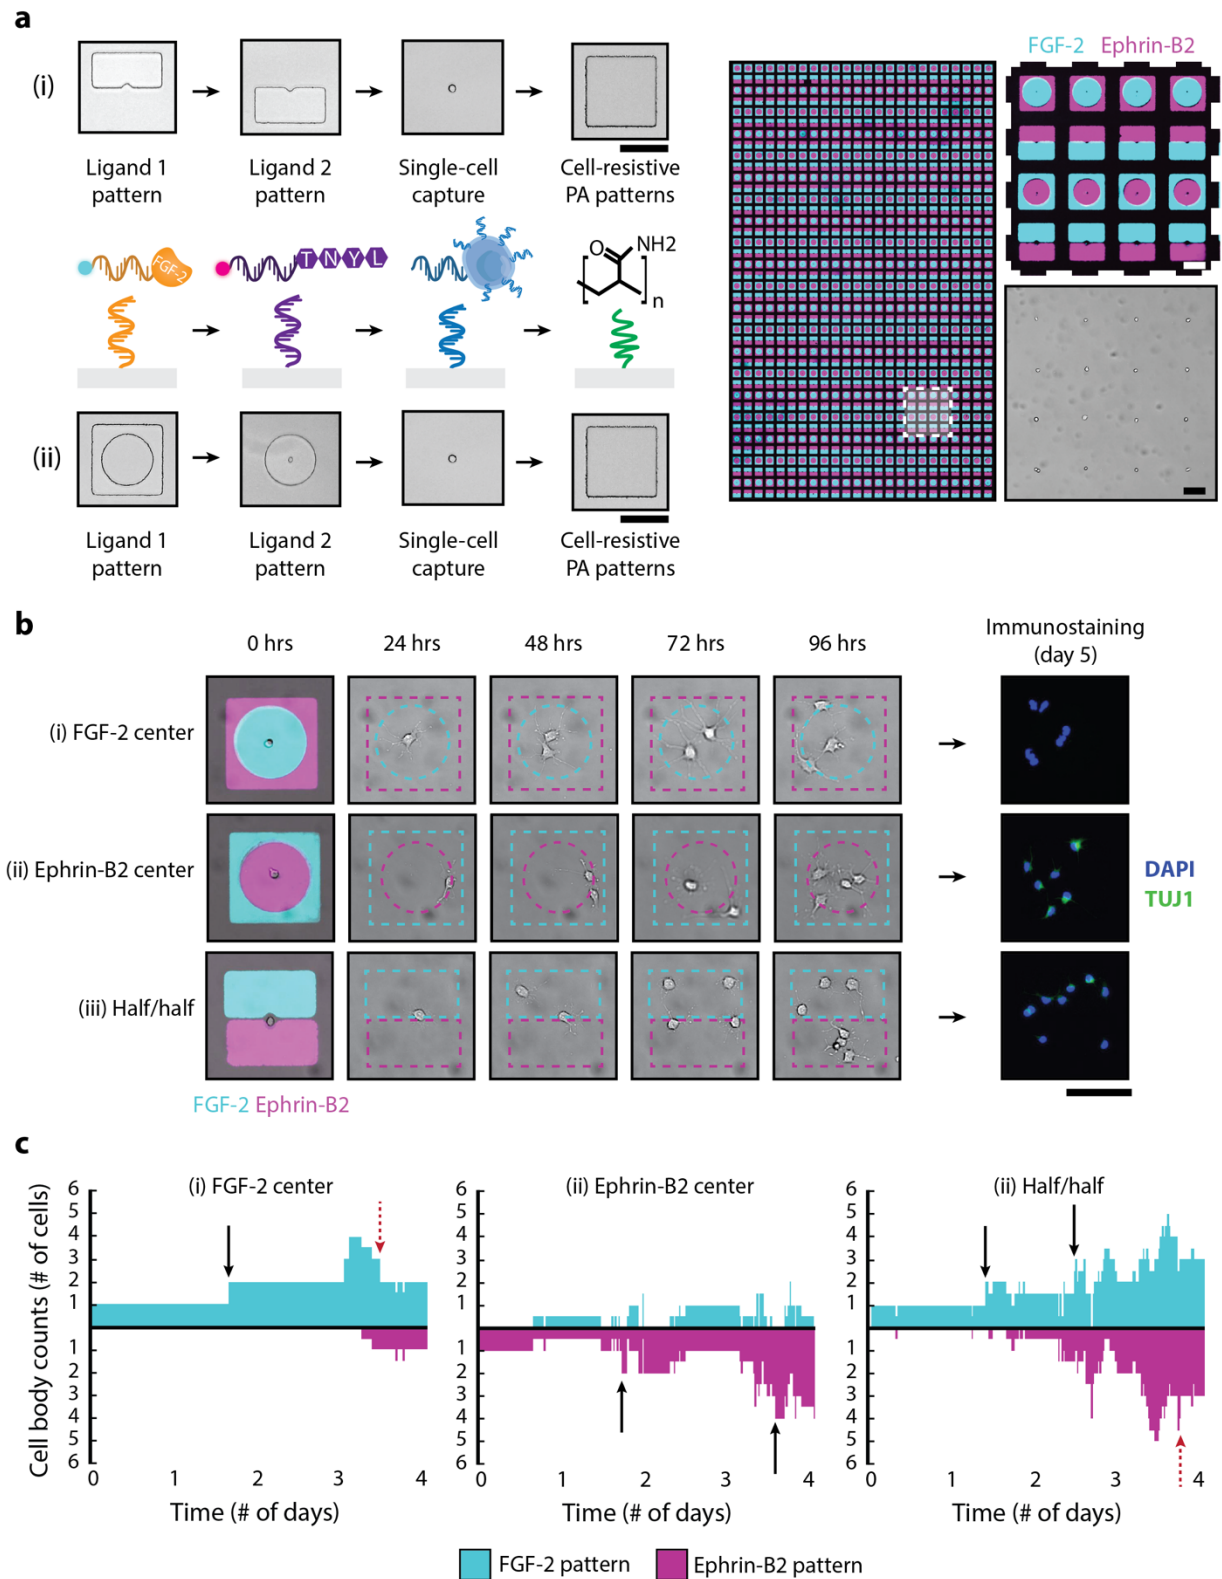 a
(i)
Ligand 1
pattern
Ligand 2
pattern
Single-cell
capture
Cell-resistive
PA patterns
FGF-2
T N Y L
O
NH2
n
(ii)
Ligand 1
pattern
Ligand 2
pattern
Single-cell
capture
Cell-resistive
PA patterns
FGF-2 Ephrin-B2
b
0 hrs
24 hrs
48 hrs
72 hrs
96 hrs
Immunostaining
(day 5)
(i) FGF-2 center
(ii) Ephrin-B2 center
(iii) Half/half
DAPI
TUJ1
FGF-2 Ephrin-B2
c
Cell body counts (# of cells)
(i) FGF-2 center
6
5
4
3
2
1
1
2
3
4
5
6
0 1 2 3 4
Time (# of days)
(ii) Ephrin-B2 center
6
5
4
3
2
1
1
2
3
4
5
6
0 1 2 3 4
Time (# of days)
(ii) Half/half
6
5
4
3
2
1
1
2
3
4
5
6
0 1 2 3 4
Time (# of days)
FGF-2 pattern
Ephrin-B2 pattern